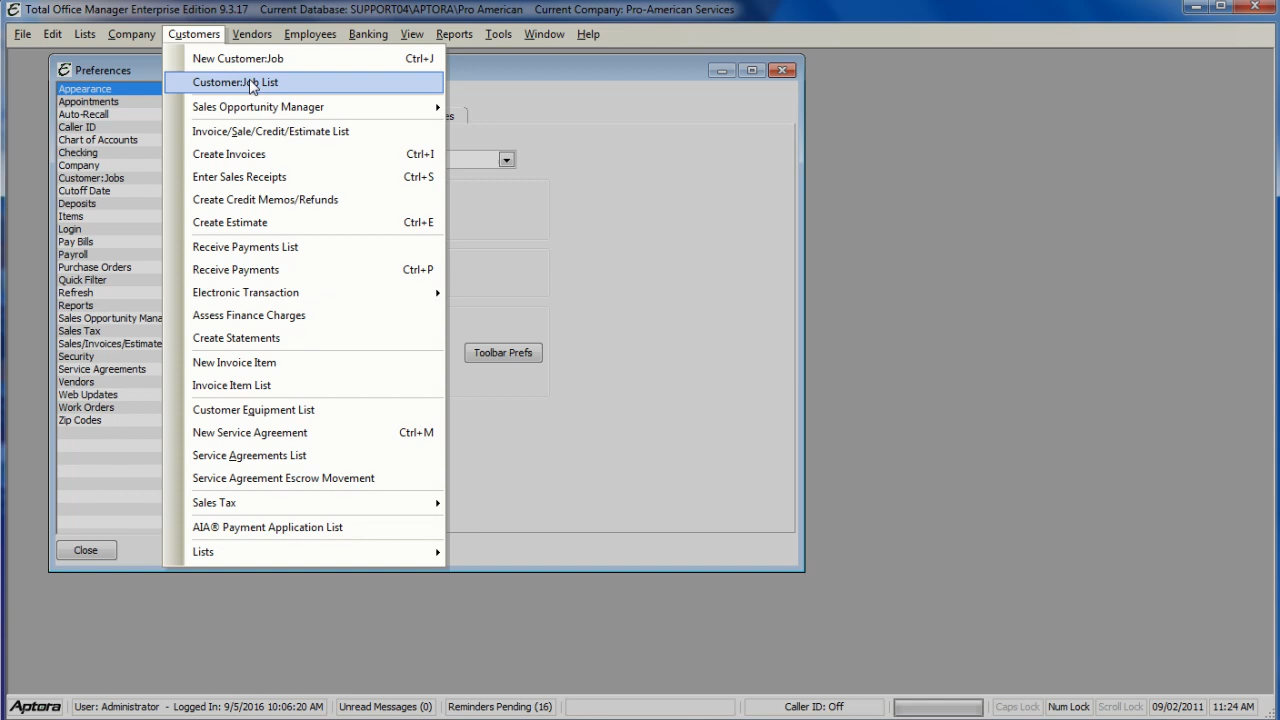 Total Office Manager Enterprise Edition 9.3.17 Current Database: SUPPORT04\APTORA\Pro American Current Company: Pro-American Services
File Edit Lists Company Customers Vendors Employees Banking View Reports Tools Window Help
Preferences
Appearance
Appointments
Auto-Recall
Caller ID
Chart of Accounts
Checking
Company
Customer:Jobs
Cutoff Date
Deposits
Items
Login
Pay Bills
Payroll
Purchase Orders
Quick Filter
Refresh
Reports
Sales Opportunity Mana
Sales Tax
Sales/Invoices/Estimate
Security
Service Agreements
Vendors
Web Updates
Work Orders
Zip Codes
Close
New Customer:Job Ctrl+J
Customer:Job List
Sales Opportunity Manager
Invoice/Sale/Credit/Estimate List
Create Invoices Ctrl+I
Enter Sales Receipts Ctrl+S
Create Credit Memos/Refunds
Create Estimate Ctrl+E
Receive Payments List
Receive Payments Ctrl+P
Electronic Transaction
Assess Finance Charges
Create Statements
New Invoice Item
Invoice Item List
Customer Equipment List
New Service Agreement Ctrl+M
Service Agreements List
Service Agreement Escrow Movement
Sales Tax
AIA® Payment Application List
Lists
es
Toolbar Prefs
Aptora User: Administrator - Logged In: 9/5/2016 10:06:20 AM Unread Messages (0) Reminders Pending (16) Caller ID: Off Caps Lock Num Lock Scroll Lock 09/02/2011 11:24 AM